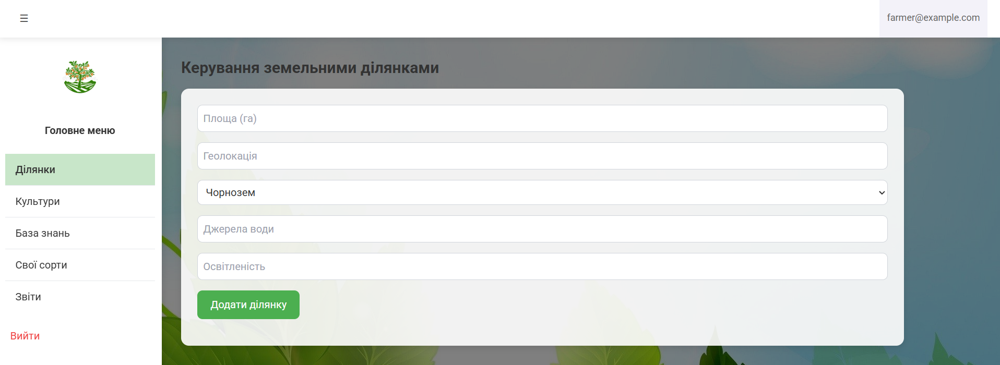 ☰
farmer@example.com
Головне меню
Ділянки
Культури
База знань
Свої сорти
Звіти
Вийти
Керування земельними ділянками
Площа (га)
Геолокація
Чорнозем
Джерела води
Освітленість
Додати ділянку